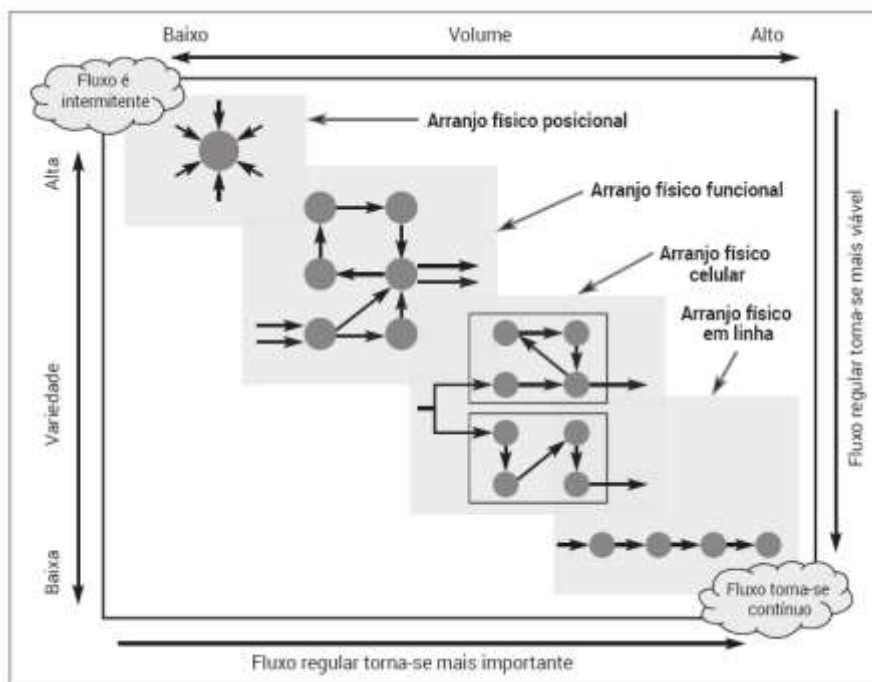 Baixo Volume Alto
Fluxo é
intermitente
Arranjo físico posicional
Alta
Arranjo físico funcional
Arranjo físico
celular
Arranjo físico
em linha
Variedade
Fluxo regular torna-se mais viável
Baixa
Fluxo torna-se
contínuo
Fluxo regular torna-se mais importante